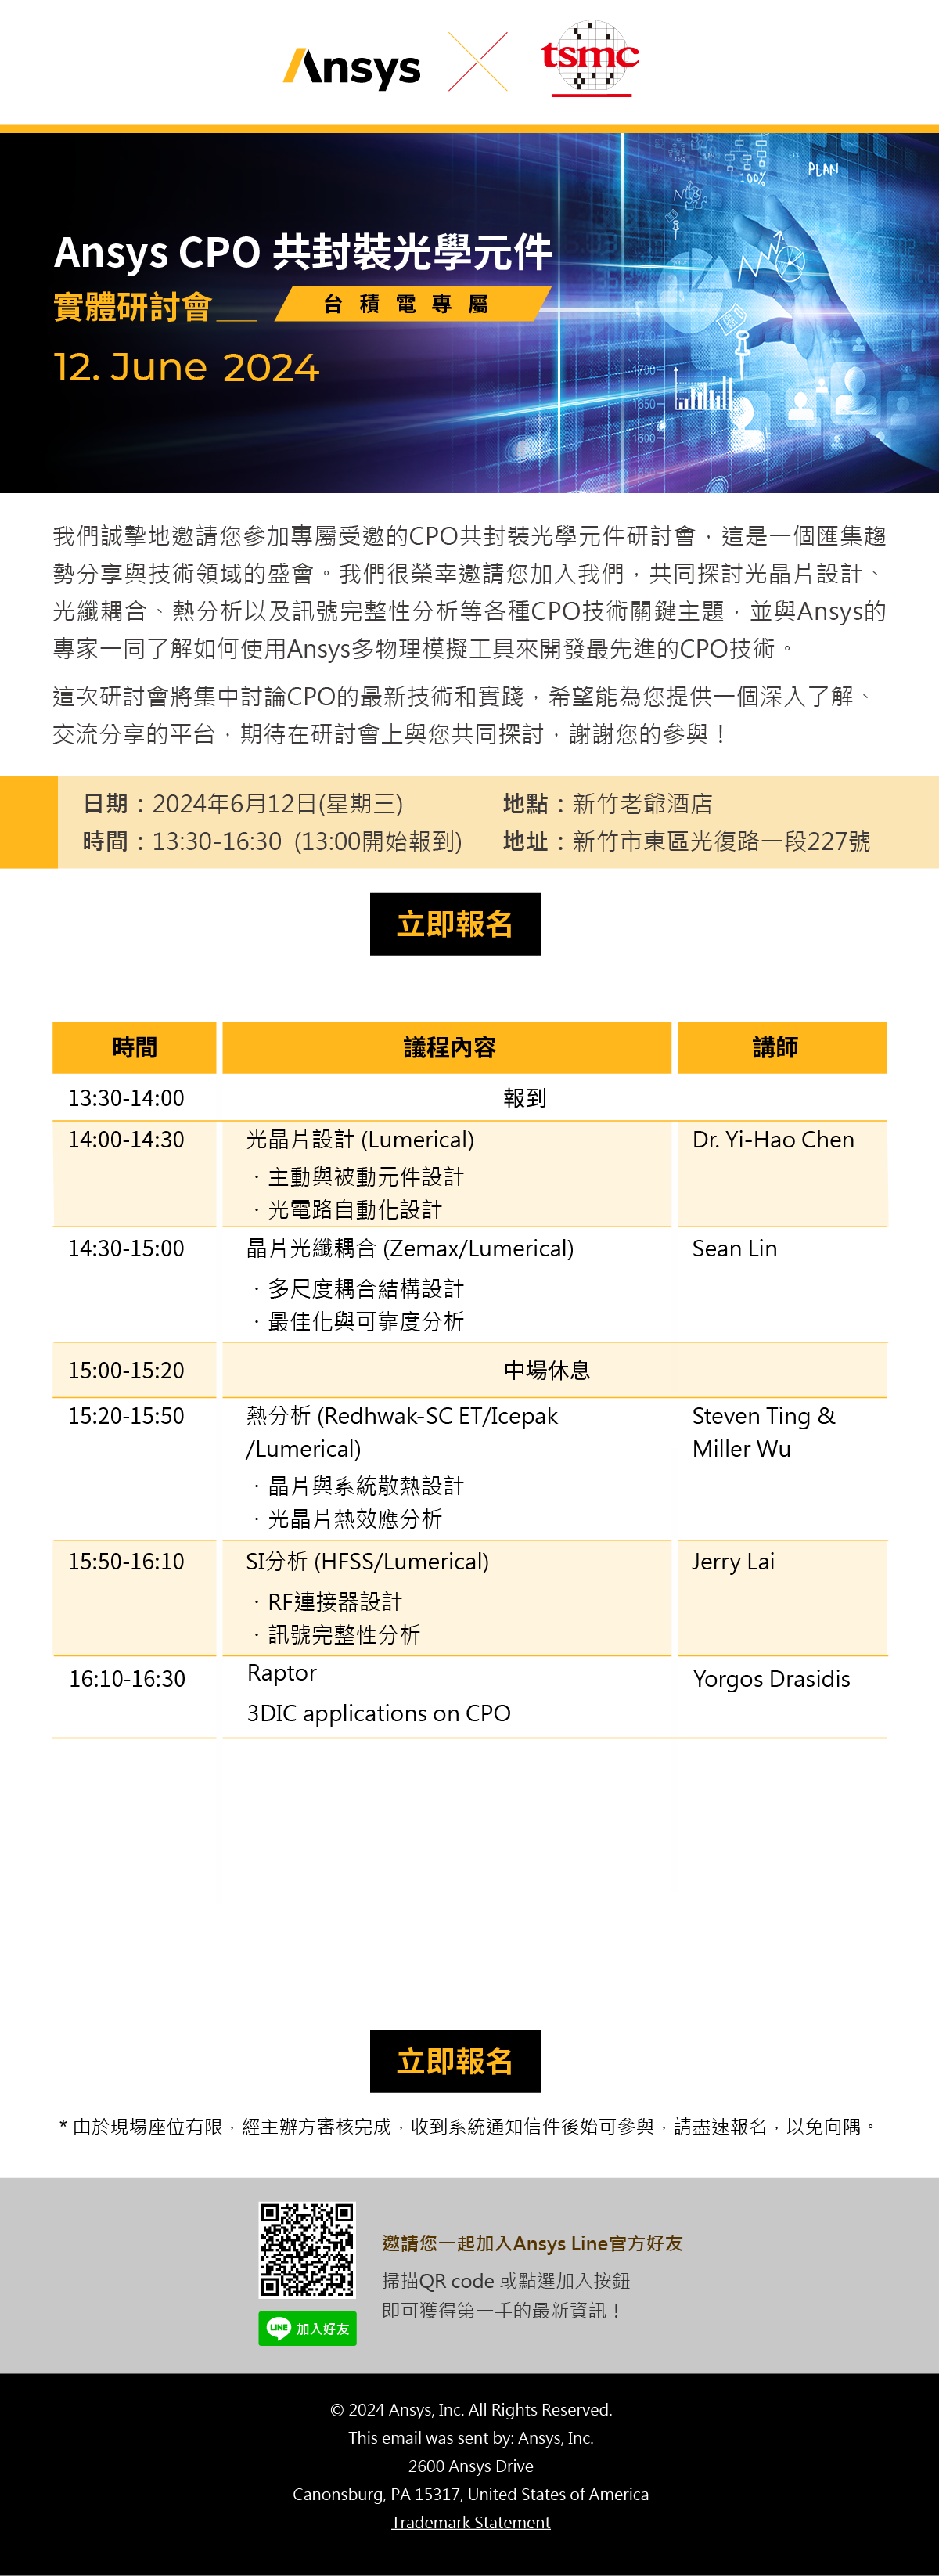 Ansys
tsmc
PLAN
100%
Ansys CPO 共封裝光學元件
實體研討會__ 台積電專屬
12. June 2024
1700
1650
1600
我們誠摯地邀請您參加專屬受邀的CPO共封裝光學元件研討會，這是一個匯集趨
勢分享與技術領域的盛會。我們很榮幸邀請您加入我們，共同探討光晶片設計、
光纖耦合、熱分析以及訊號完整性分析等各種CPO技術關鍵主題，並與Ansys的
專家一同了解如何使用Ansys多物理模擬工具來開發最先進的CPO技術。
這次研討會將集中討論CPO的最新技術和實踐，希望能為您提供一個深入了解、
交流分享的平台，期待在研討會上與您共同探討，謝謝您的參與！
日期：2024年6月12日(星期三) 地點：新竹老爺酒店
時間：13:30-16:30 (13:00開始報到) 地址：新竹市東區光復路一段227號
立即報名
時間 議程內容 講師
13:30-14:00 報到
14:00-14:30 光晶片設計 (Lumerical) Dr. Yi-Hao Chen
．主動與被動元件設計
．光電路自動化設計
14:30-15:00 晶片光纖耦合 (Zemax/Lumerical) Sean Lin
．多尺度耦合結構設計
．最佳化與可靠度分析
15:00-15:20 中場休息
15:20-15:50 熱分析 (Redhwak-SC ET/Icepak Steven Ting &
/Lumerical) Miller Wu
．晶片與系統散熱設計
．光晶片熱效應分析
15:50-16:10 SI分析 (HFSS/Lumerical) Jerry Lai
．RF連接器設計
．訊號完整性分析
16:10-16:30 Raptor Yorgos Drasidis
3DIC applications on CPO
立即報名
* 由於現場座位有限，經主辦方審核完成，收到系統通知信件後始可參與，請盡速報名，以免向隅。
邀請您一起加入Ansys Line官方好友
掃描QR code 或點選加入按鈕
即可獲得第一手的最新資訊！
LINE 加入好友
© 2024 Ansys, Inc. All Rights Reserved.
This email was sent by: Ansys, Inc.
2600 Ansys Drive
Canonsburg, PA 15317, United States of America
Trademark Statement